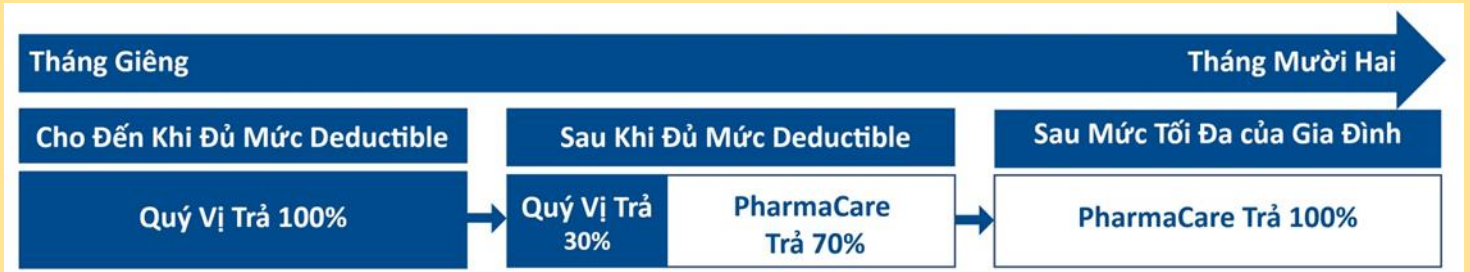 Tháng Giêng
Tháng Mười Hai
Cho Đến Khi Đủ Mức Deductible
Sau Khi Đủ Mức Deductible
Sau Mức Tối Đa của Gia Đình
Quý Vị Trả 100%
Quý Vị Trả
30%
PharmaCare
Trả 70%
PharmaCare Trả 100%